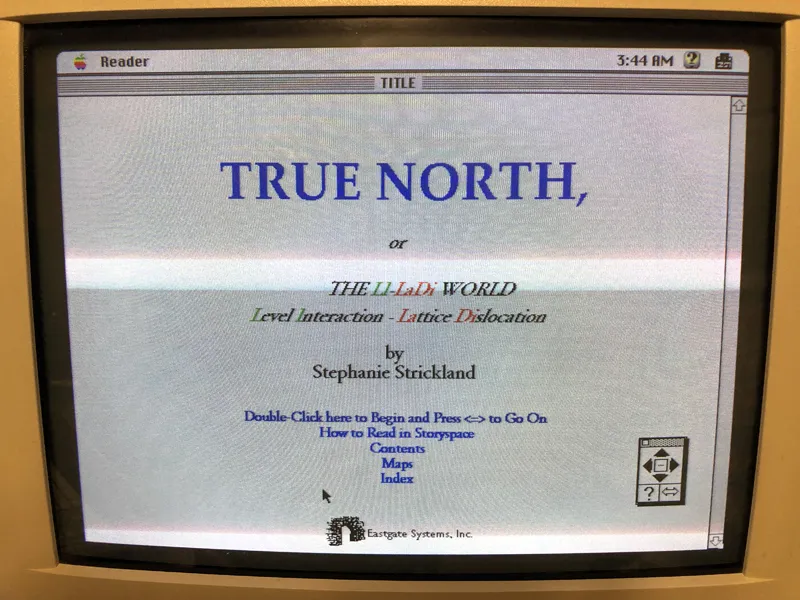 Reader 3:44 AM
TITLE
TRUE NORTH,
or
THE LI-LaDi WORLD
Level Interaction - Lattice Dislocation
by
Stephanie Strickland
Double-Click here to Begin and Press <=> to Go On
How to Read in Storyspace
Contents
Maps
Index
?
Eastgate Systems, Inc.